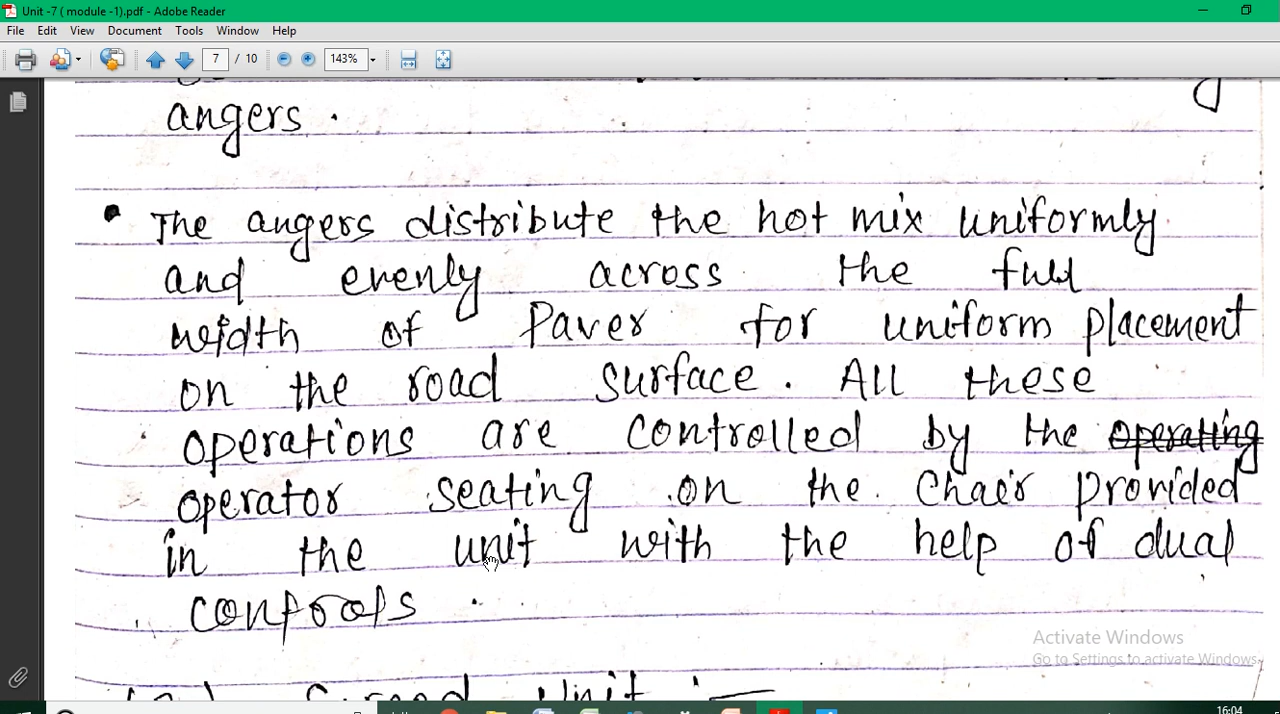 Unit -7 ( module -1).pdf - Adobe Reader
File Edit View Document Tools Window Help
7 / 10 143%
angers .
• The angers distribute the hot mix uniformly
and evenly across the full
width of Paver for uniform placement
on the road surface. All these
operations are controlled by the operating
operator seating on the chair provided
in the unit with the help of dual
controls .
Unit :-
Activate Windows
Go to Settings to activate Windows.
16:04